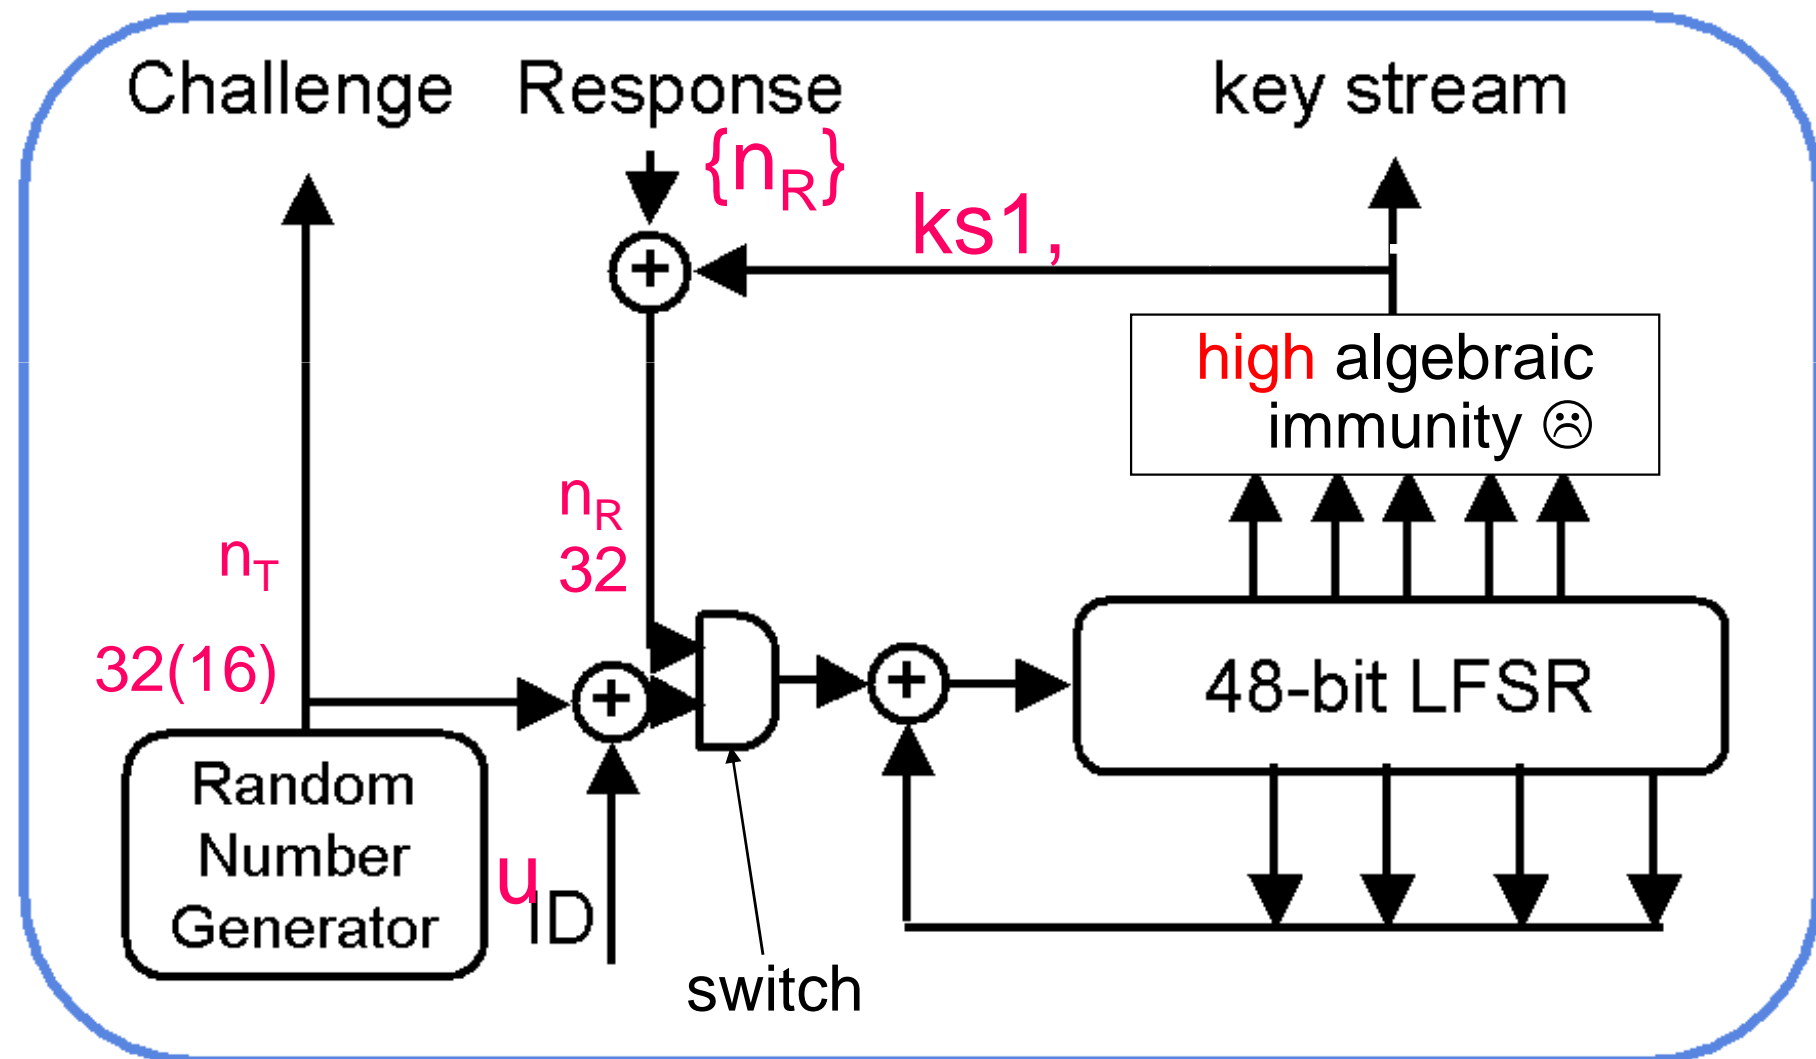 Challenge
Response
key stream
{nR}
ks1,
high algebraic
immunity ☹
nR
32
nT
32(16)
48-bit LFSR
Random
Number
Generator
uID
switch